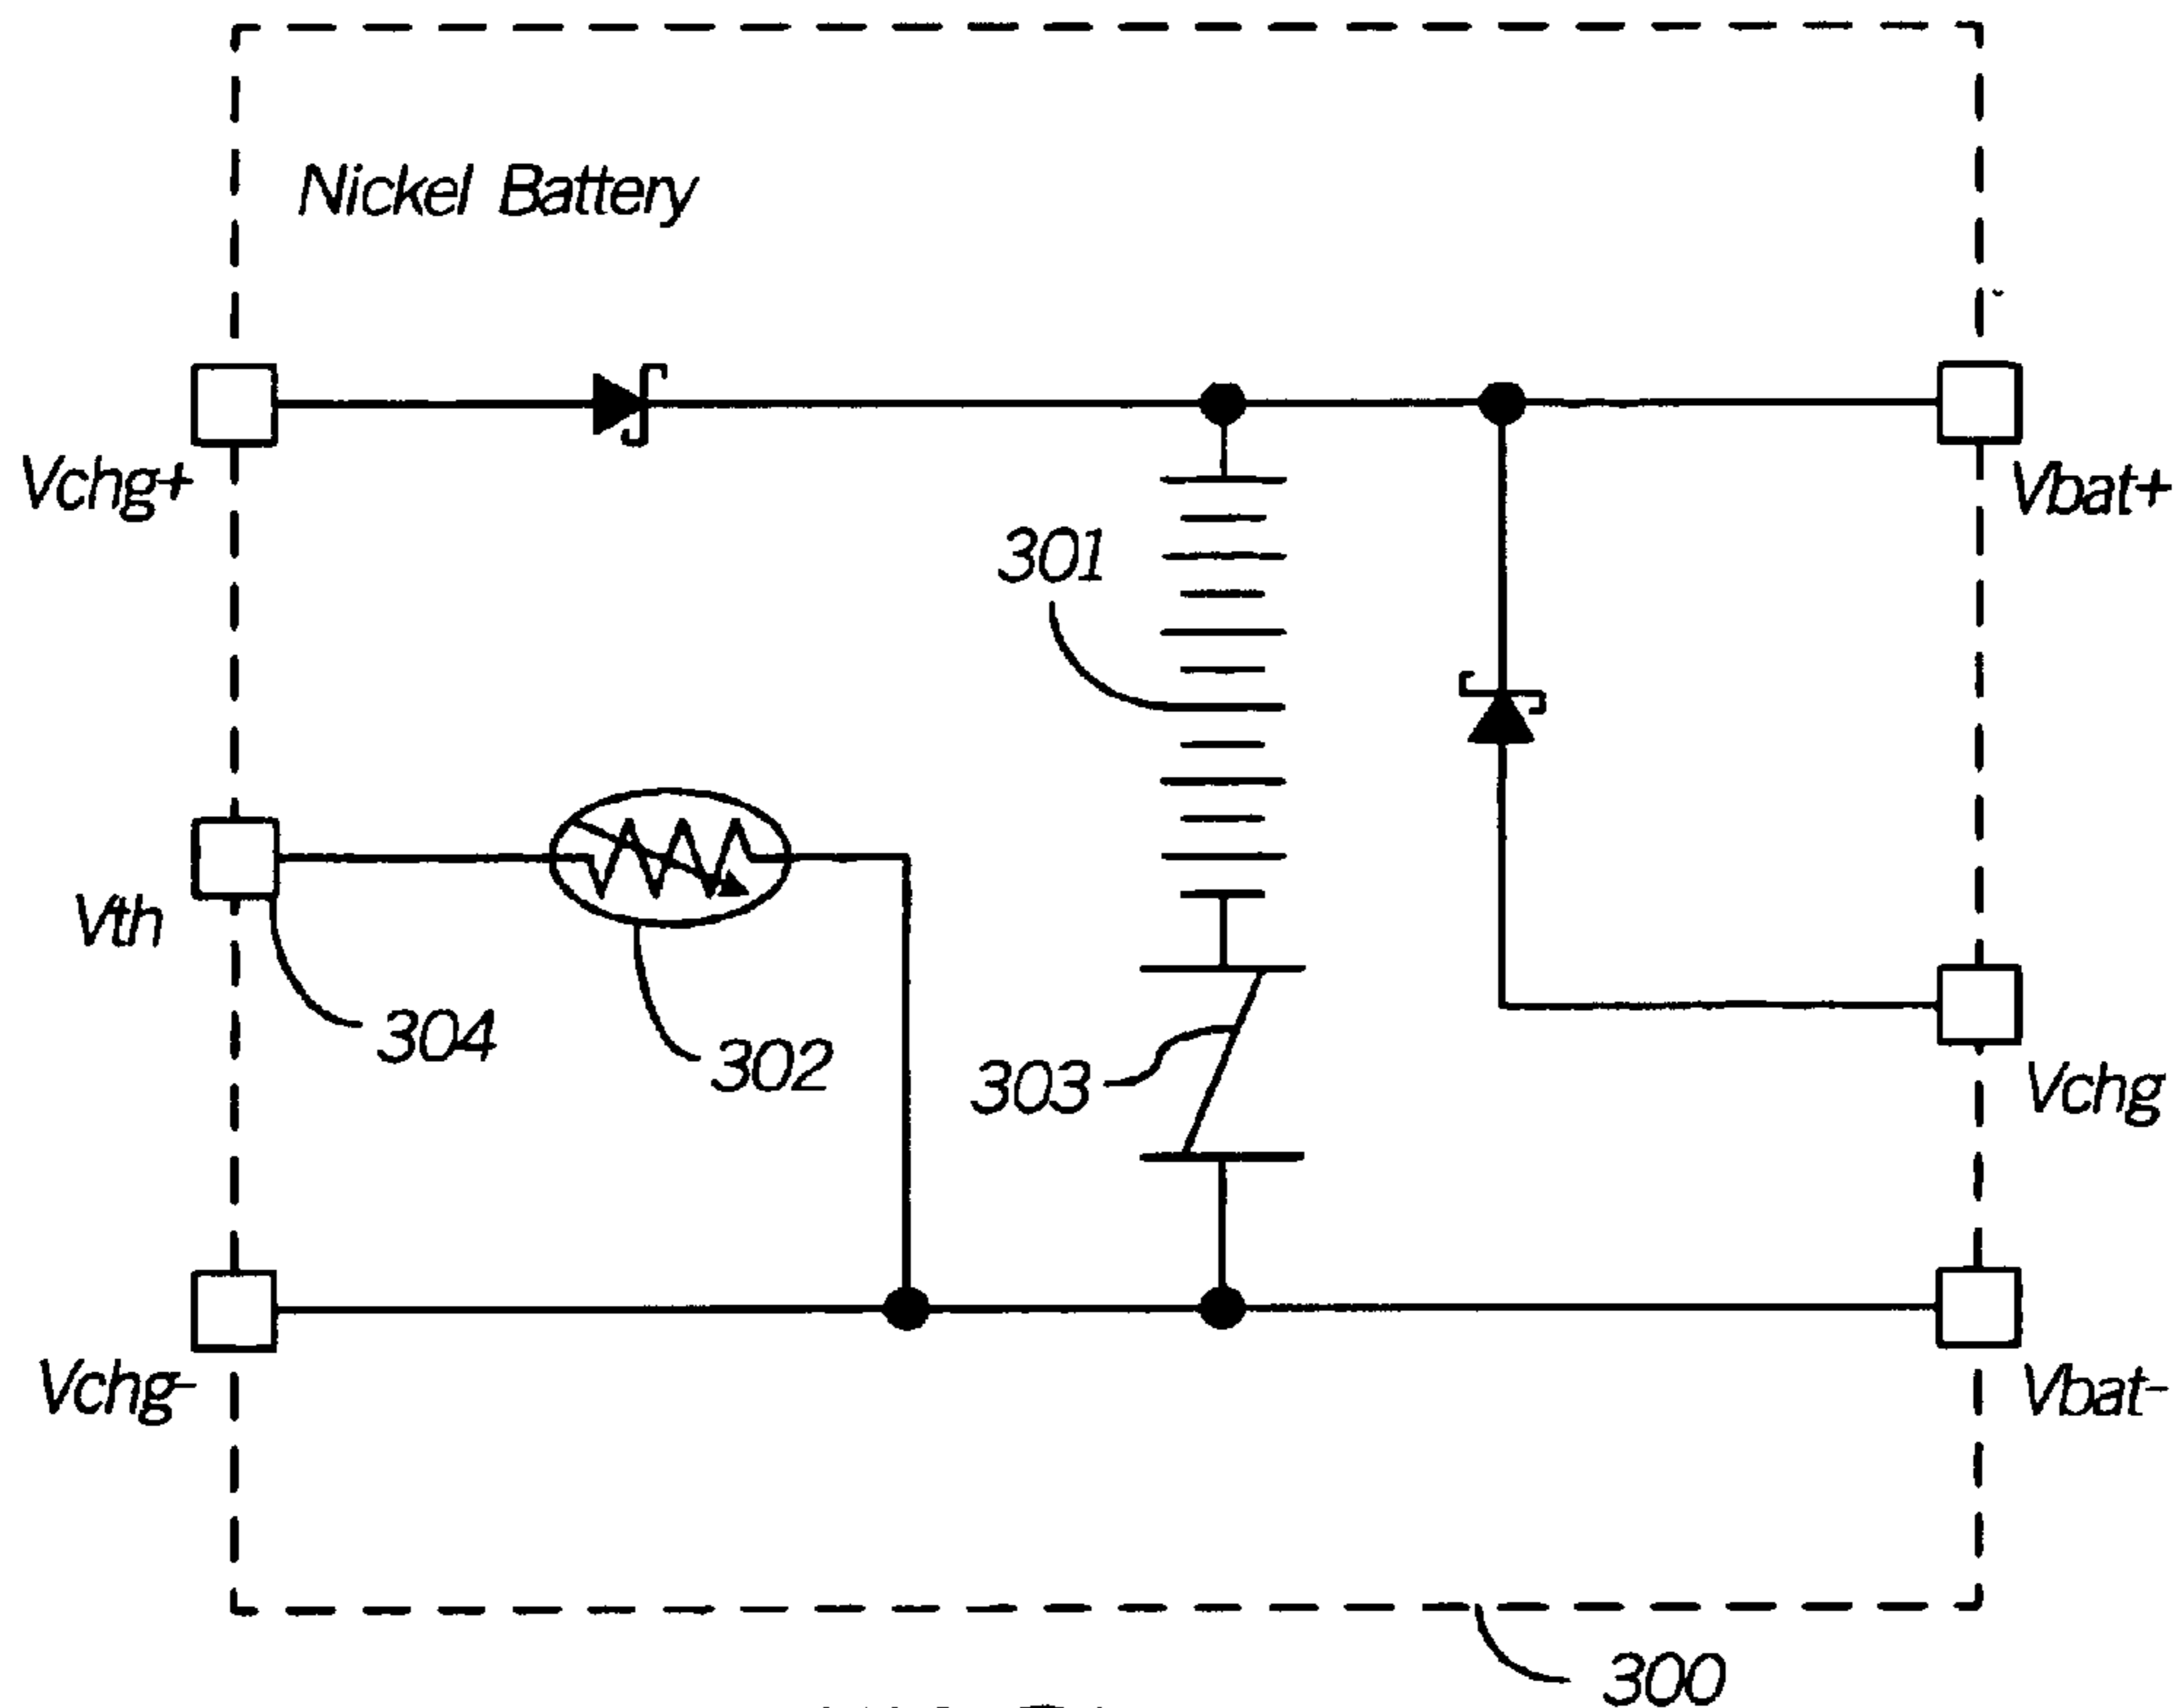 Nickel Battery
Vchg+
Vbat+
301
Vth
304
302
303
Vchg
Vchg-
Vbat-
300